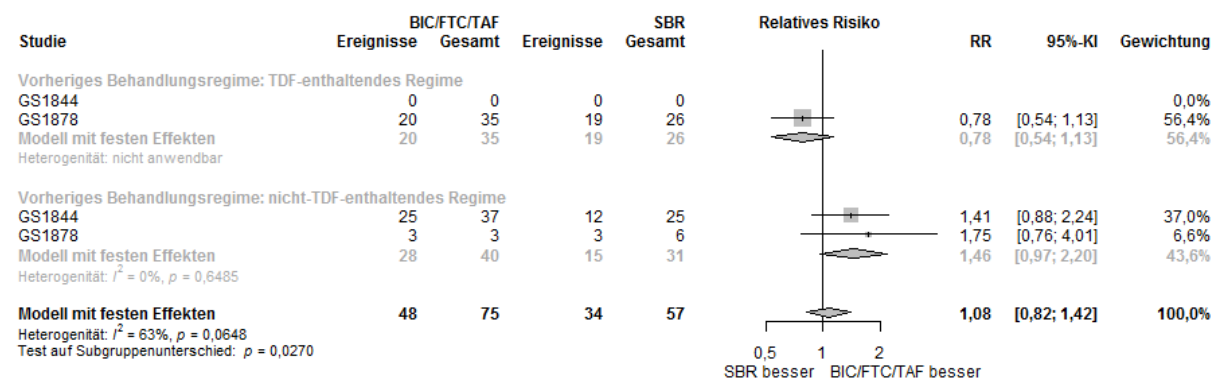 BIC/FTC/TAF SBR Relatives Risiko
Studie Ereignisse Gesamt Ereignisse Gesamt RR 95%-KI Gewichtung
Vorheriges Behandlungsregime: TDF-enthaltendes Regime
GS1844 0 0 0 0 0,0%
GS1878 20 35 19 26 0,78 [0,54; 1,13] 56,4%
Modell mit festen Effekten 20 35 19 26 0,78 [0,54; 1,13] 56,4%
Heterogenität: nicht anwendbar
Vorheriges Behandlungsregime: nicht-TDF-enthaltendes Regime
GS1844 25 37 12 25 1,41 [0,88; 2,24] 37,0%
GS1878 3 3 3 6 1,75 [0,76; 4,01] 6,6%
Modell mit festen Effekten 28 40 15 31 1,46 [0,97; 2,20] 43,6%
Heterogenität: I² = 0%, p = 0,6485
Modell mit festen Effekten 48 75 34 57 1,08 [0,82; 1,42] 100,0%
Heterogenität: I² = 63%, p = 0,0648
Test auf Subgruppenunterschied: p = 0,0270
0,5 1 2
SBR besser BIC/FTC/TAF besser